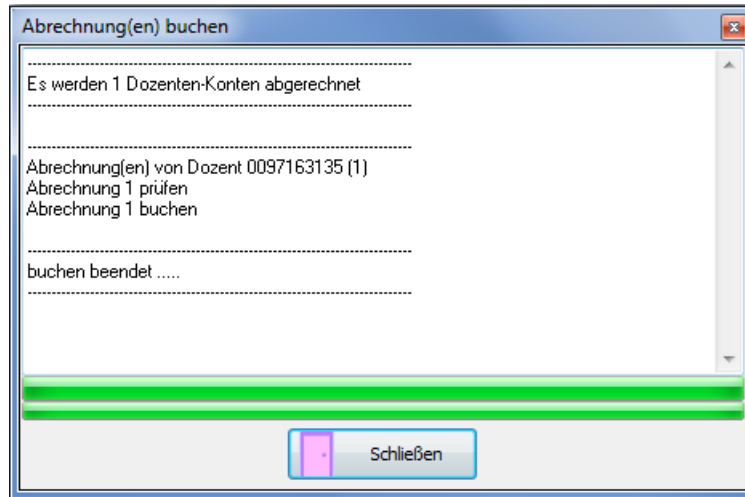 Abrechnung(en) buchen
--------------------------------------------------------------------------------
Es werden 1 Dozenten-Konten abgerechnet
--------------------------------------------------------------------------------
--------------------------------------------------------------------------------
Abrechnung(en) von Dozent 0097163135 (1)
Abrechnung 1 prüfen
Abrechnung 1 buchen
--------------------------------------------------------------------------------
buchen beendet .....
--------------------------------------------------------------------------------
Schließen